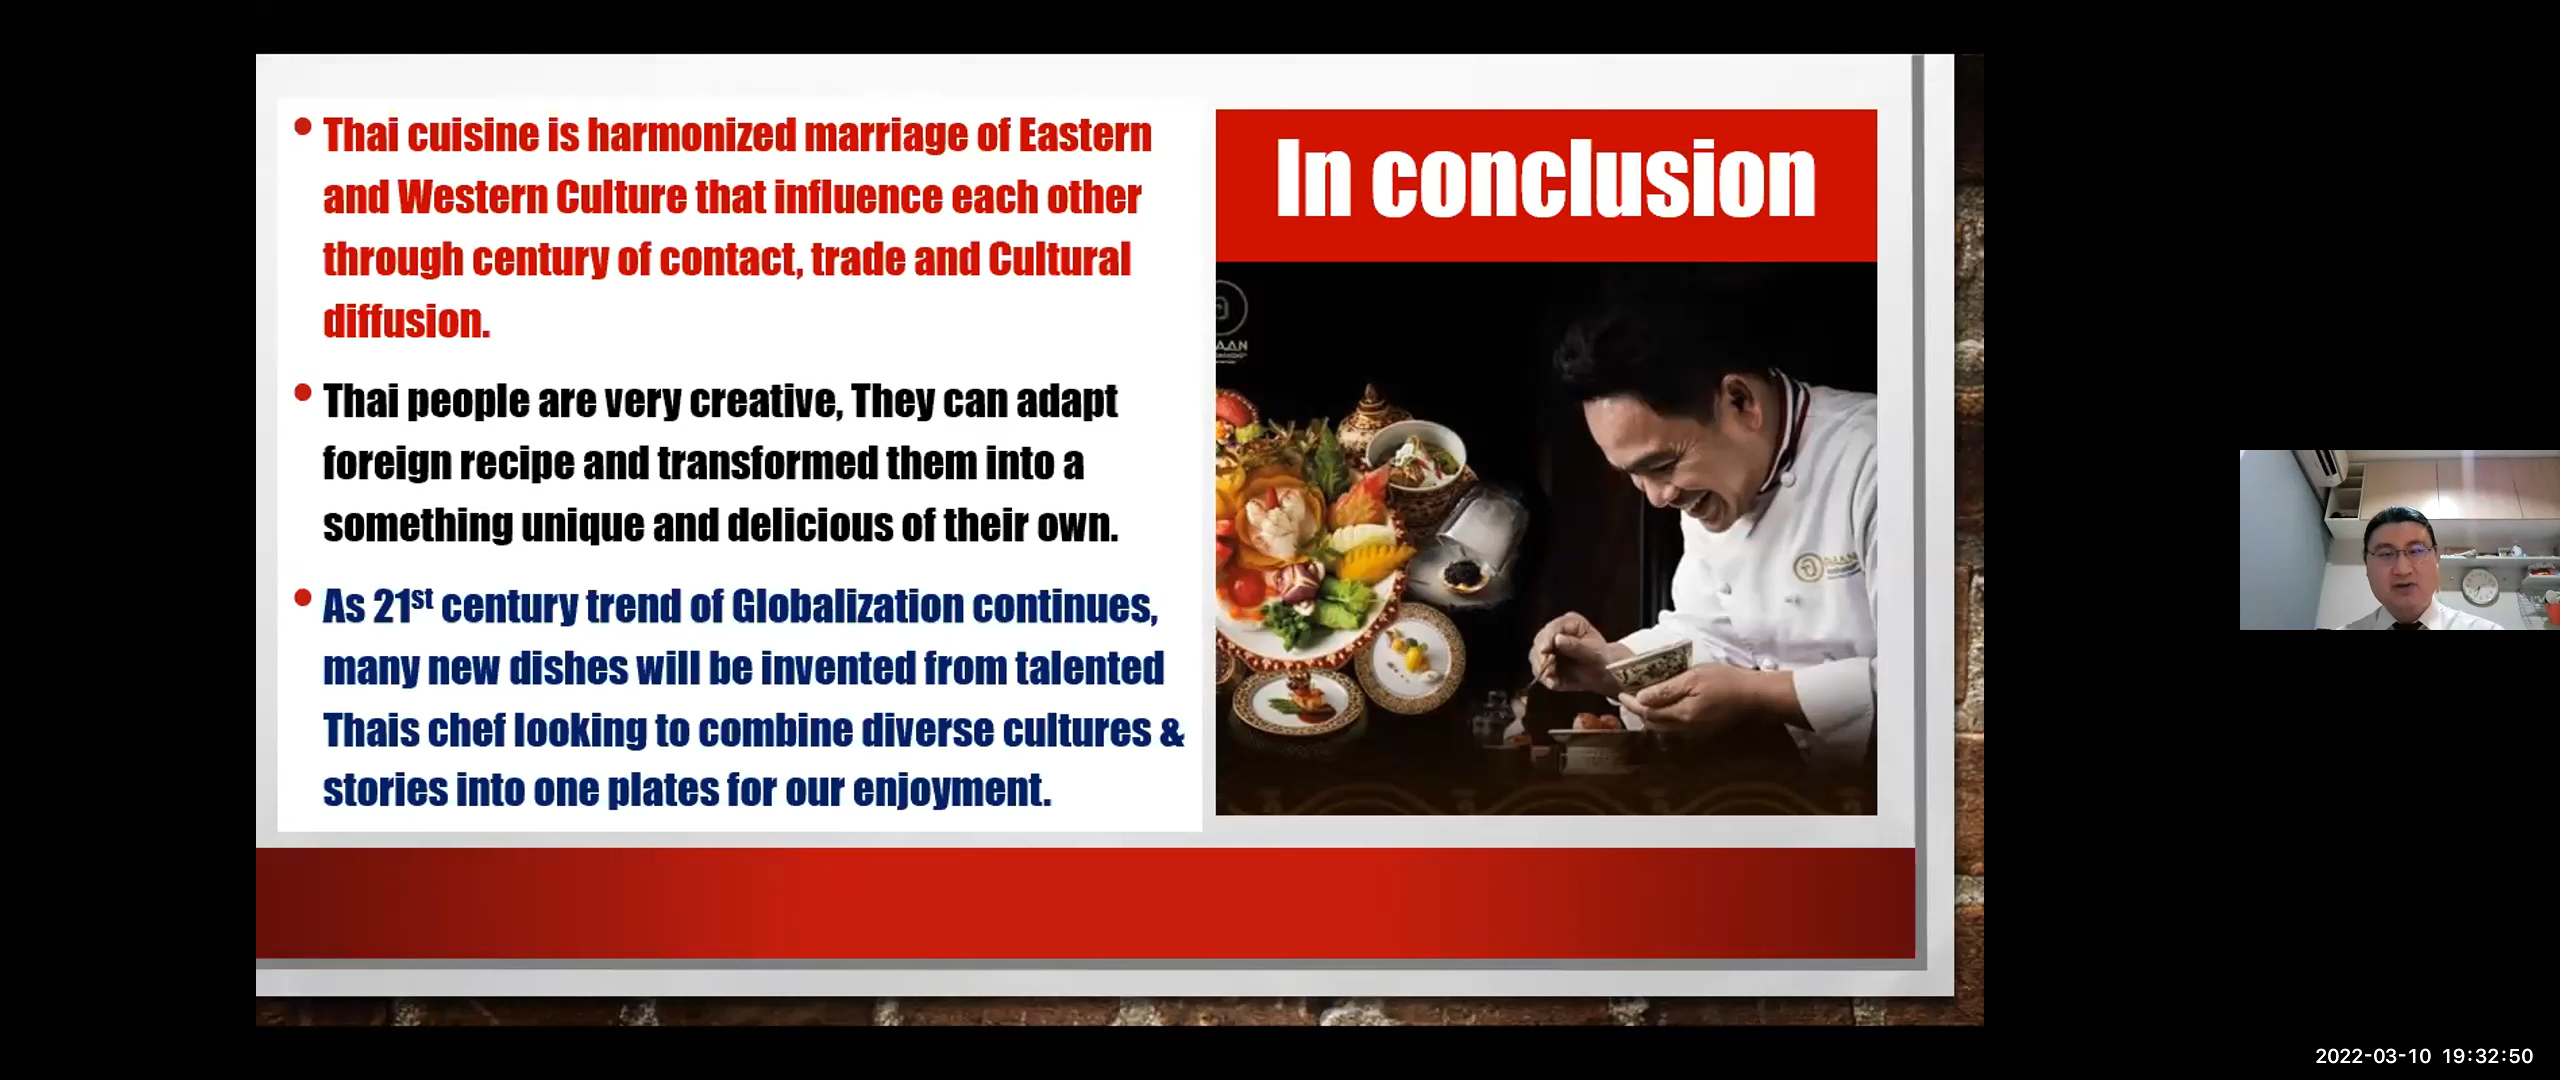 • Thai cuisine is harmonized marriage of Eastern
and Western Culture that influence each other
through century of contact, trade and Cultural
diffusion.
• Thai people are very creative, They can adapt
foreign recipe and transformed them into a
something unique and delicious of their own.
• As 21st century trend of Globalization continues,
many new dishes will be invented from talented
Thais chef looking to combine diverse cultures &
stories into one plates for our enjoyment.
In conclusion
2022-03-10 19:32:50